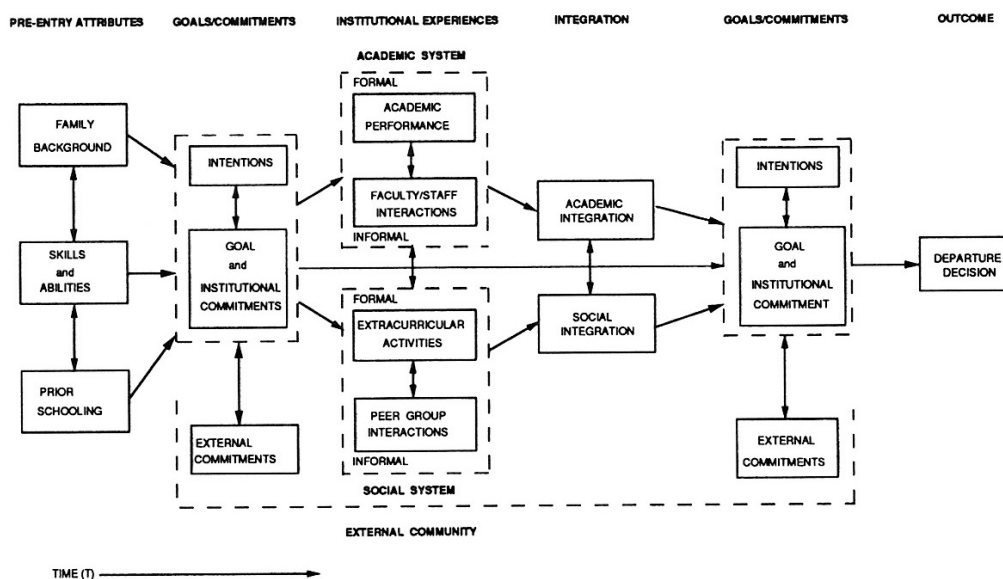 PRE-ENTRY ATTRIBUTES
GOALS/COMMITMENTS
INSTITUTIONAL EXPERIENCES
INTEGRATION
GOALS/COMMITMENTS
OUTCOME
FAMILY
BACKGROUND
SKILLS
and
ABILITIES
PRIOR
SCHOOLING
INTENTIONS
GOAL
and
INSTITUTIONAL
COMMITMENTS
EXTERNAL
COMMITMENTS
ACADEMIC SYSTEM
FORMAL
ACADEMIC
PERFORMANCE
FACULTY/STAFF
INTERACTIONS
INFORMAL
FORMAL
EXTRACURRICULAR
ACTIVITIES
PEER GROUP
INTERACTIONS
INFORMAL
SOCIAL SYSTEM
ACADEMIC
INTEGRATION
SOCIAL
INTEGRATION
INTENTIONS
GOAL
and
INSTITUTIONAL
COMMITMENT
EXTERNAL
COMMITMENTS
DEPARTURE
DECISION
EXTERNAL COMMUNITY
TIME (T)